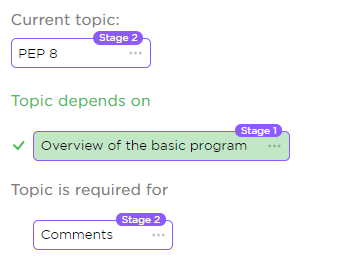 Current topic:
Stage 2
PEP 8
Topic depends on
Stage 1
Overview of the basic program
Topic is required for
Stage 2
Comments